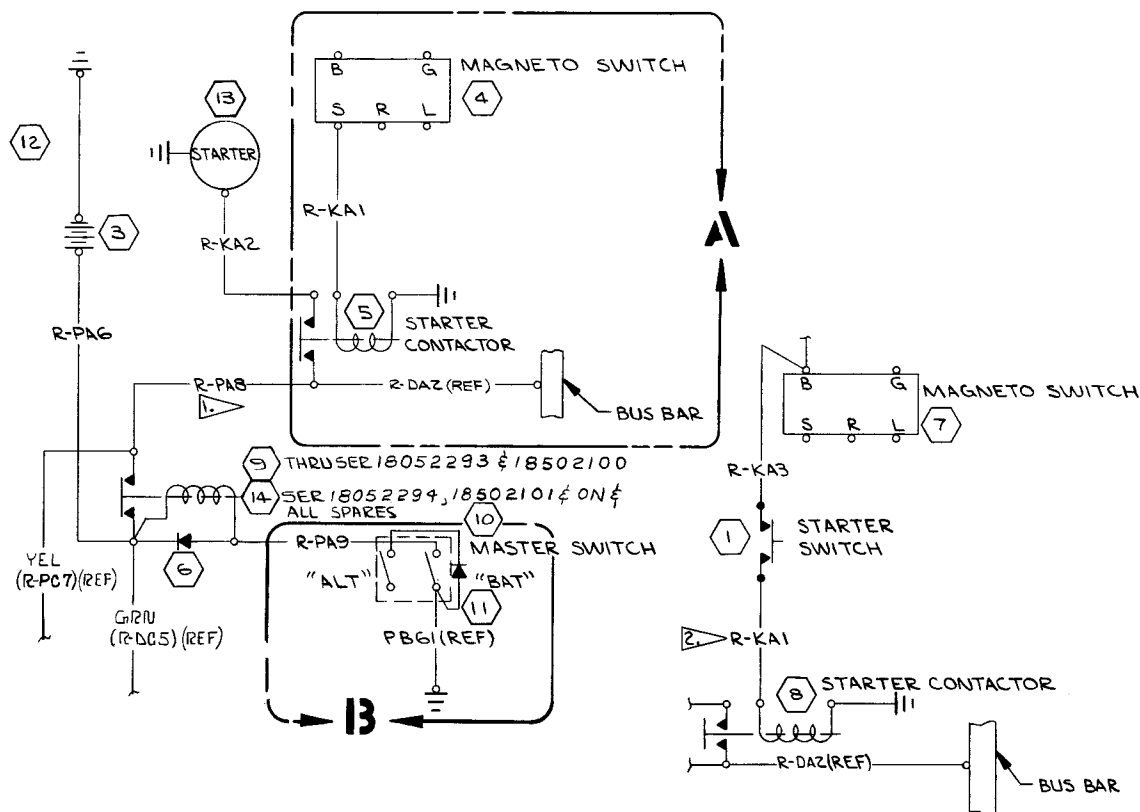 B G
MAGNETO SWITCH
4
S R L
13
STARTER
12
R-KA1
3
R-KA2
A
R-PA6
5
STARTER
CONTACTOR
R-PA8
1.
R-DA2 (REF)
BUS BAR
B G
MAGNETO SWITCH
7
S R L
R-KA3
9 THRU SER 18052293 & 18502100
14 SER 18052294, 18502101 & ON &
ALL SPARES
10
R-PA9
MASTER SWITCH
1
STARTER
SWITCH
YEL
(R-PC7)(REF)
6
"ALT" "BAT"
11
GRN
(R-DC5)(REF)
PBG1(REF)
2. R-KA1
B
8 STARTER CONTACTOR
R-DA2(REF)
BUS BAR